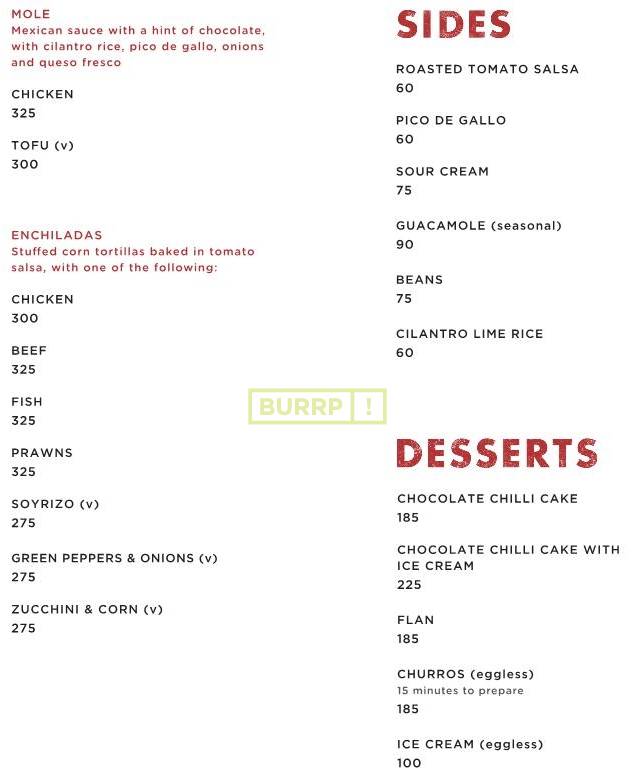 MOLE
Mexican sauce with a hint of chocolate,
with cilantro rice, pico de gallo, onions
and queso fresco
CHICKEN
325
TOFU (v)
300
ENCHILADAS
Stuffed corn tortillas baked in tomato
salsa, with one of the following:
CHICKEN
300
BEEF
325
FISH
325
PRAWNS
325
SOYRIZO (v)
275
GREEN PEPPERS & ONIONS (v)
275
ZUCCHINI & CORN (v)
275
BURRP!
SIDES
ROASTED TOMATO SALSA
60
PICO DE GALLO
60
SOUR CREAM
75
GUACAMOLE (seasonal)
90
BEANS
75
CILANTRO LIME RICE
60
DESSERTS
CHOCOLATE CHILLI CAKE
185
CHOCOLATE CHILLI CAKE WITH
ICE CREAM
225
FLAN
185
CHURROS (eggless)
15 minutes to prepare
185
ICE CREAM (eggless)
100